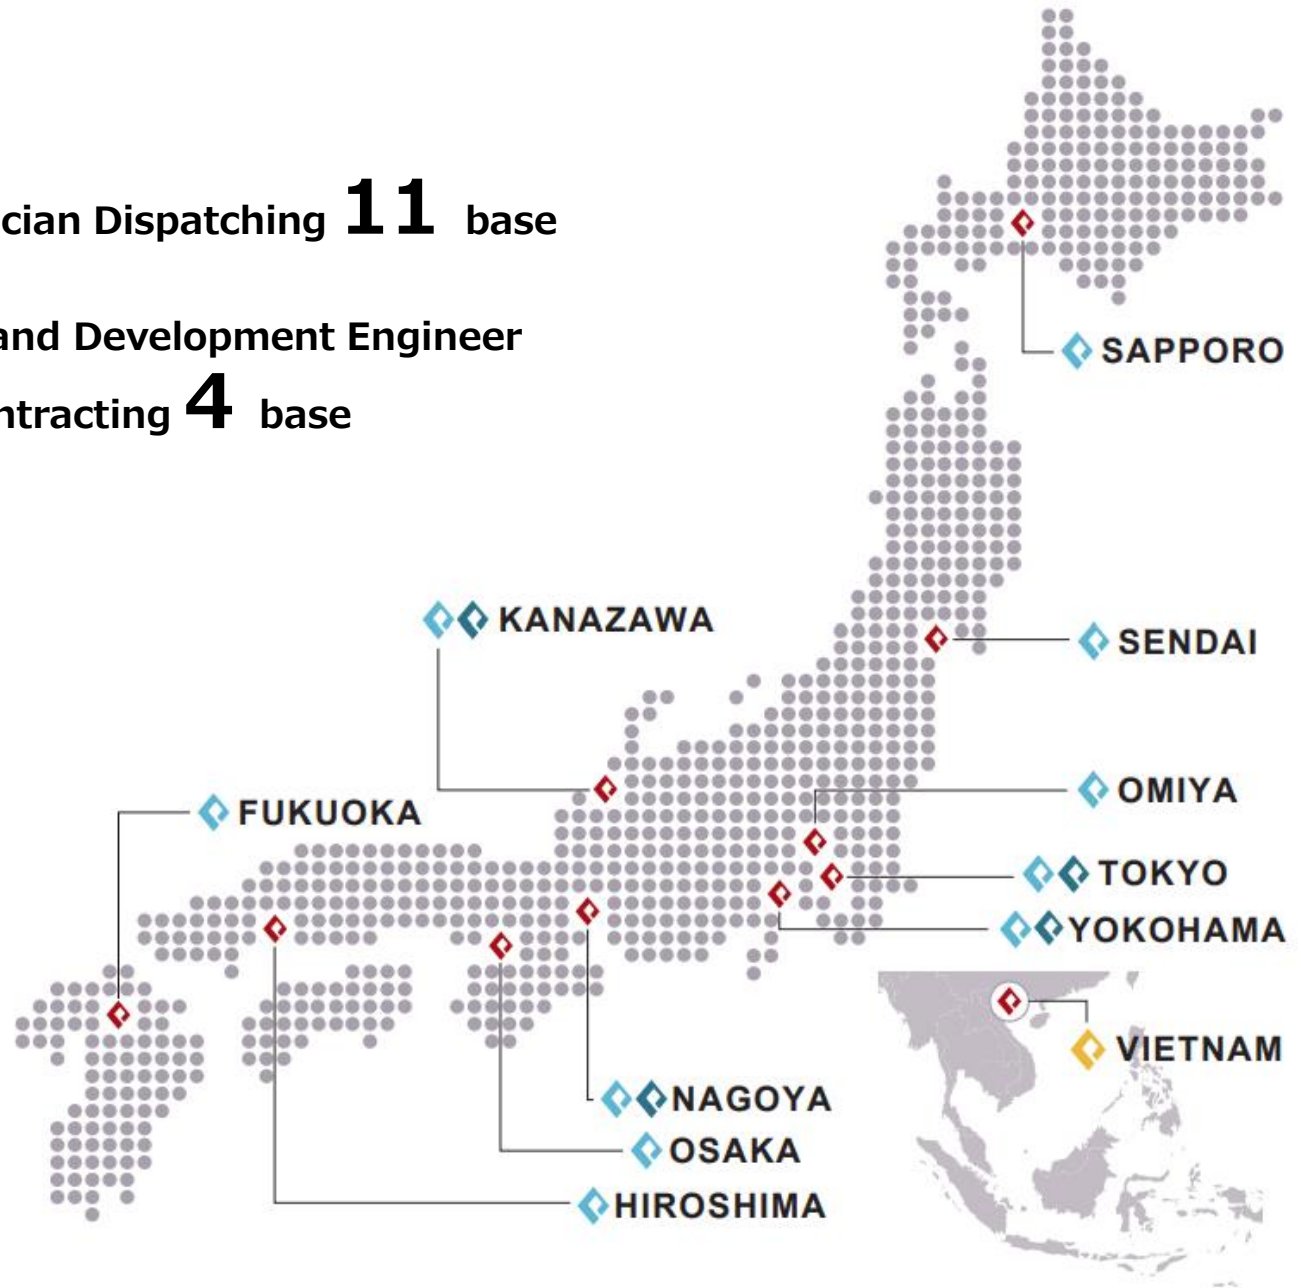 cian Dispatching 11 base
and Development Engineer
ntracting 4 base
SAPPORO
KANAZAWA
SENDAI
OMIYA
FUKUOKA
TOKYO
YOKOHAMA
VIETNAM
NAGOYA
OSAKA
HIROSHIMA